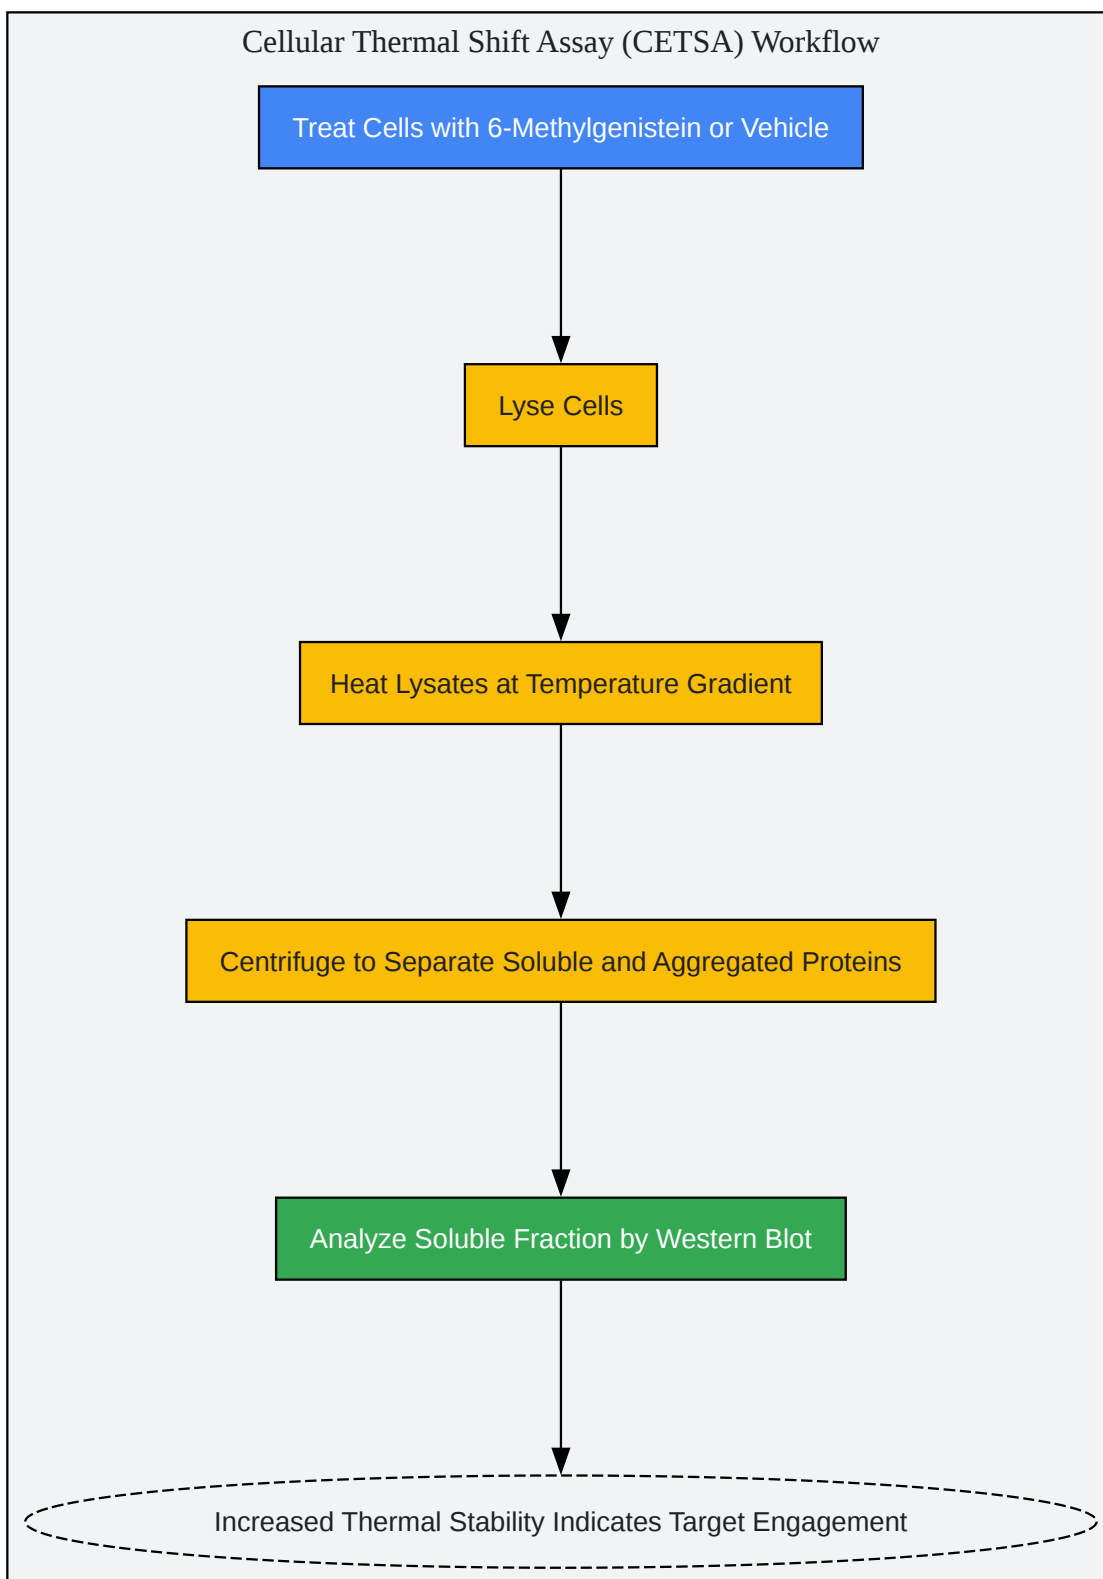 Cellular Thermal Shift Assay (CETSA) Workflow
Treat Cells with 6-Methylgenistein or Vehicle
Lyse Cells
Heat Lysates at Temperature Gradient
Centrifuge to Separate Soluble and Aggregated Proteins
Analyze Soluble Fraction by Western Blot
Increased Thermal Stability Indicates Target Engagement